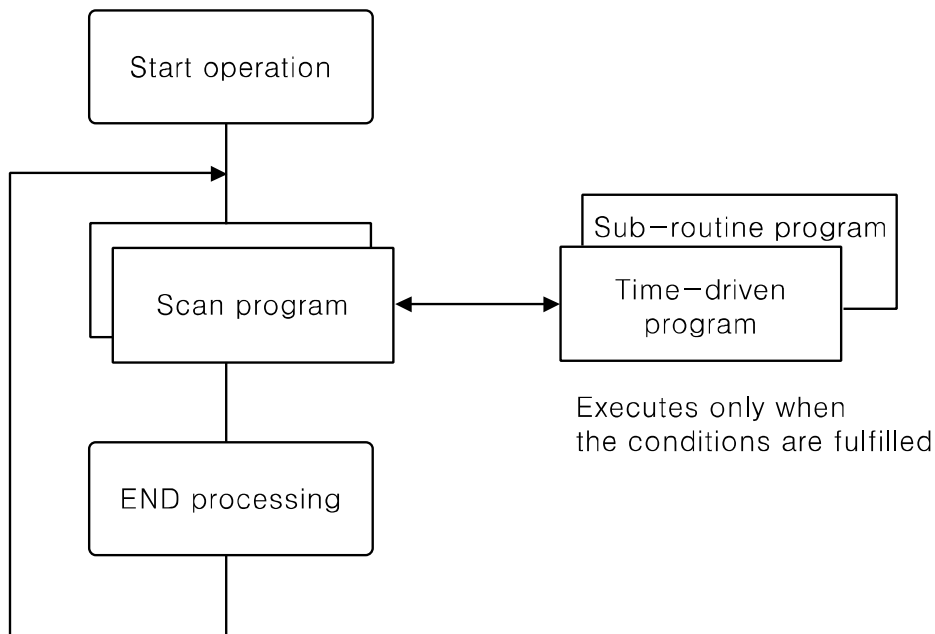 Start operation
Sub-routine program
Scan program
Time-driven
program
Executes only when
the conditions are fulfilled
END processing